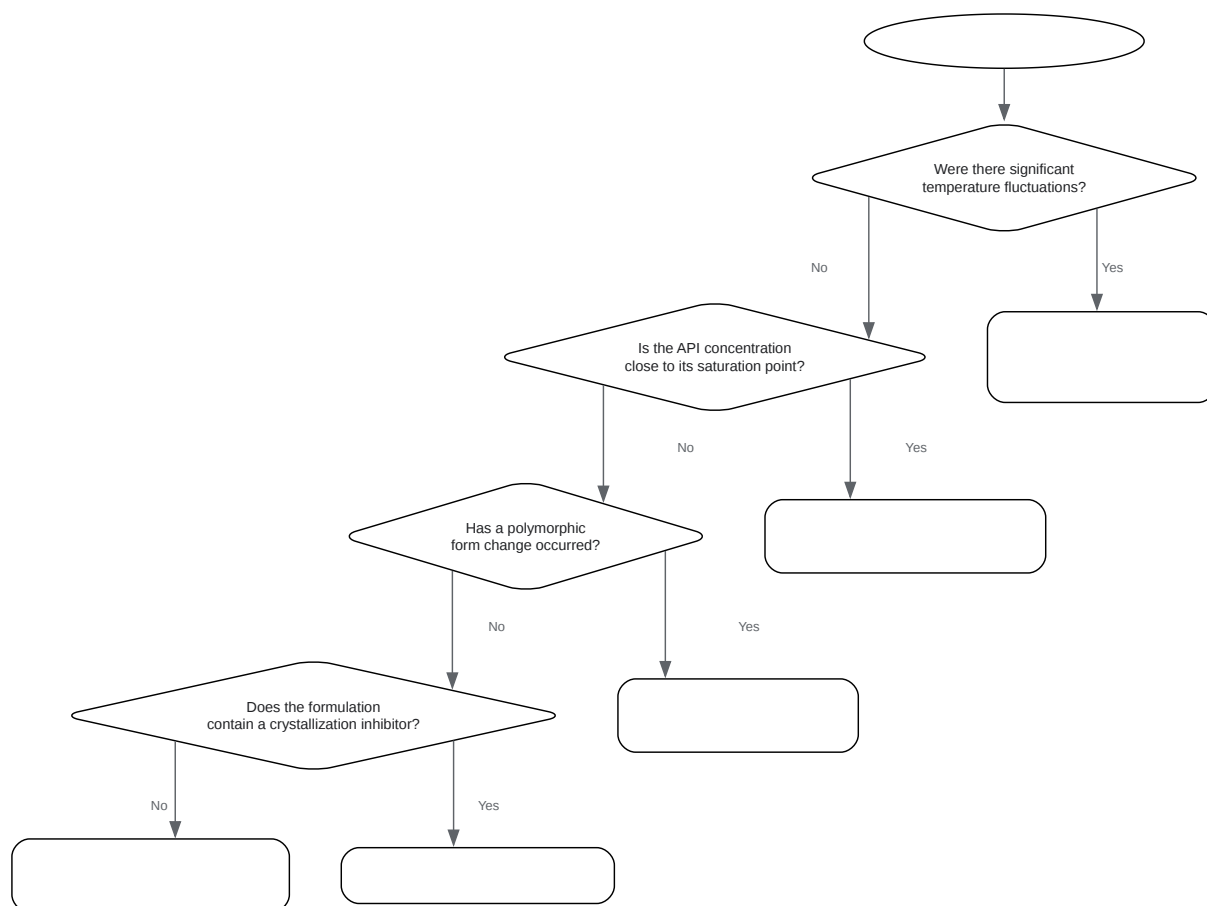 Were there significant
temperature fluctuations?
No
Yes
Is the API concentration
close to its saturation point?
No
Yes
Has a polymorphic
form change occurred?
No
Yes
Does the formulation
contain a crystallization inhibitor?
No
Yes